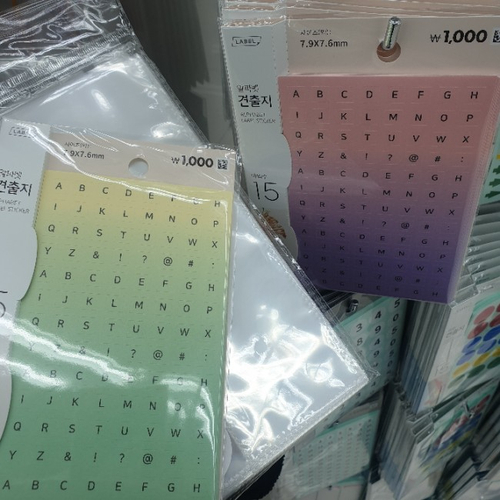 LABEL
7.9X7.6mm
₩1,000
견출지
15
A B C D E F G H
I J K L M N O P
Q R S T U V W X
Y Z & ! ? @ # :
A B C D E F G H
I J K L M N O P
Q R S T U V W X
Y Z & ! ? @ # :
A B C D E F G H
I J K L M N O P
Q R S T U V W X
7.9X7.6mm
₩1,000
견출지
A B C D E F G H
I J K L M N O P
Q R S T U V W X
Y Z & ! ? @ # :
A B C D E F G H
I J K L M N O P
Q R S T U V W X
Y Z & ! ? @ # :
A B C D E F G H
I J K L M N O P
Q R S T U V W X
Y Z & ! ? @ # :
A B C D E F G H